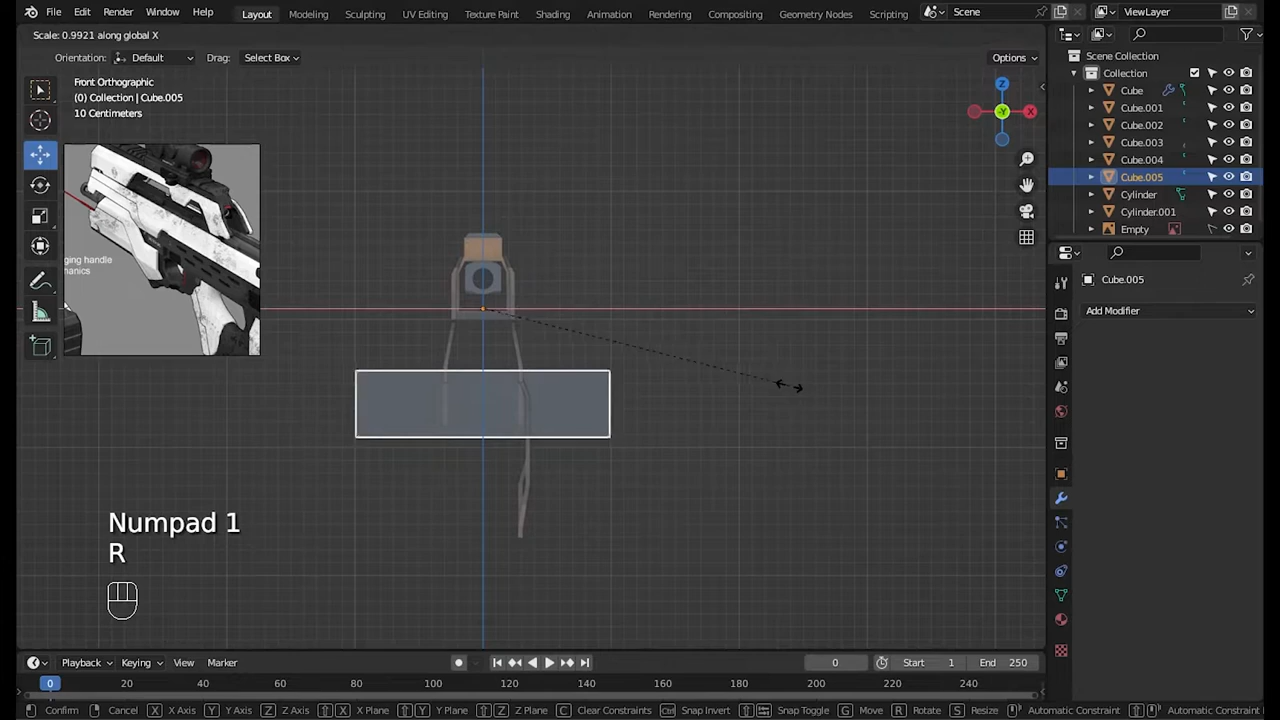 File Edit Render Window Help Layout Modeling Sculpting UV Editing Texture Paint Shading Animation Rendering Compositing Geometry Nodes Scripting Scene ViewLayer
Scale: 0.9921 along global X
Orientation: Default Drag: Select Box Options
Scene Collection
Collection
Cube
Cube.001
Cube.002
Cube.003
Cube.004
Cube.005
Cylinder
Cylinder.001
Empty
Front Orthographic
(0) Collection | Cube.005
10 Centimeters
Z
-Y
X
ging handle
hanics
Cube.005
Add Modifier
Numpad 1
R
Playback Keying View Marker 0 Start 1 End 250
0 20 40 60 80 100 120 140 160 180 200 220 240
Confirm Cancel X X Axis Y Y Axis Z Z Axis X X Plane Y Y Plane Z Z Plane C Clear Constraints Ctrl Snap Invert Snap Toggle G Move R Rotate S Resize Automatic Constraint Automatic Constraint